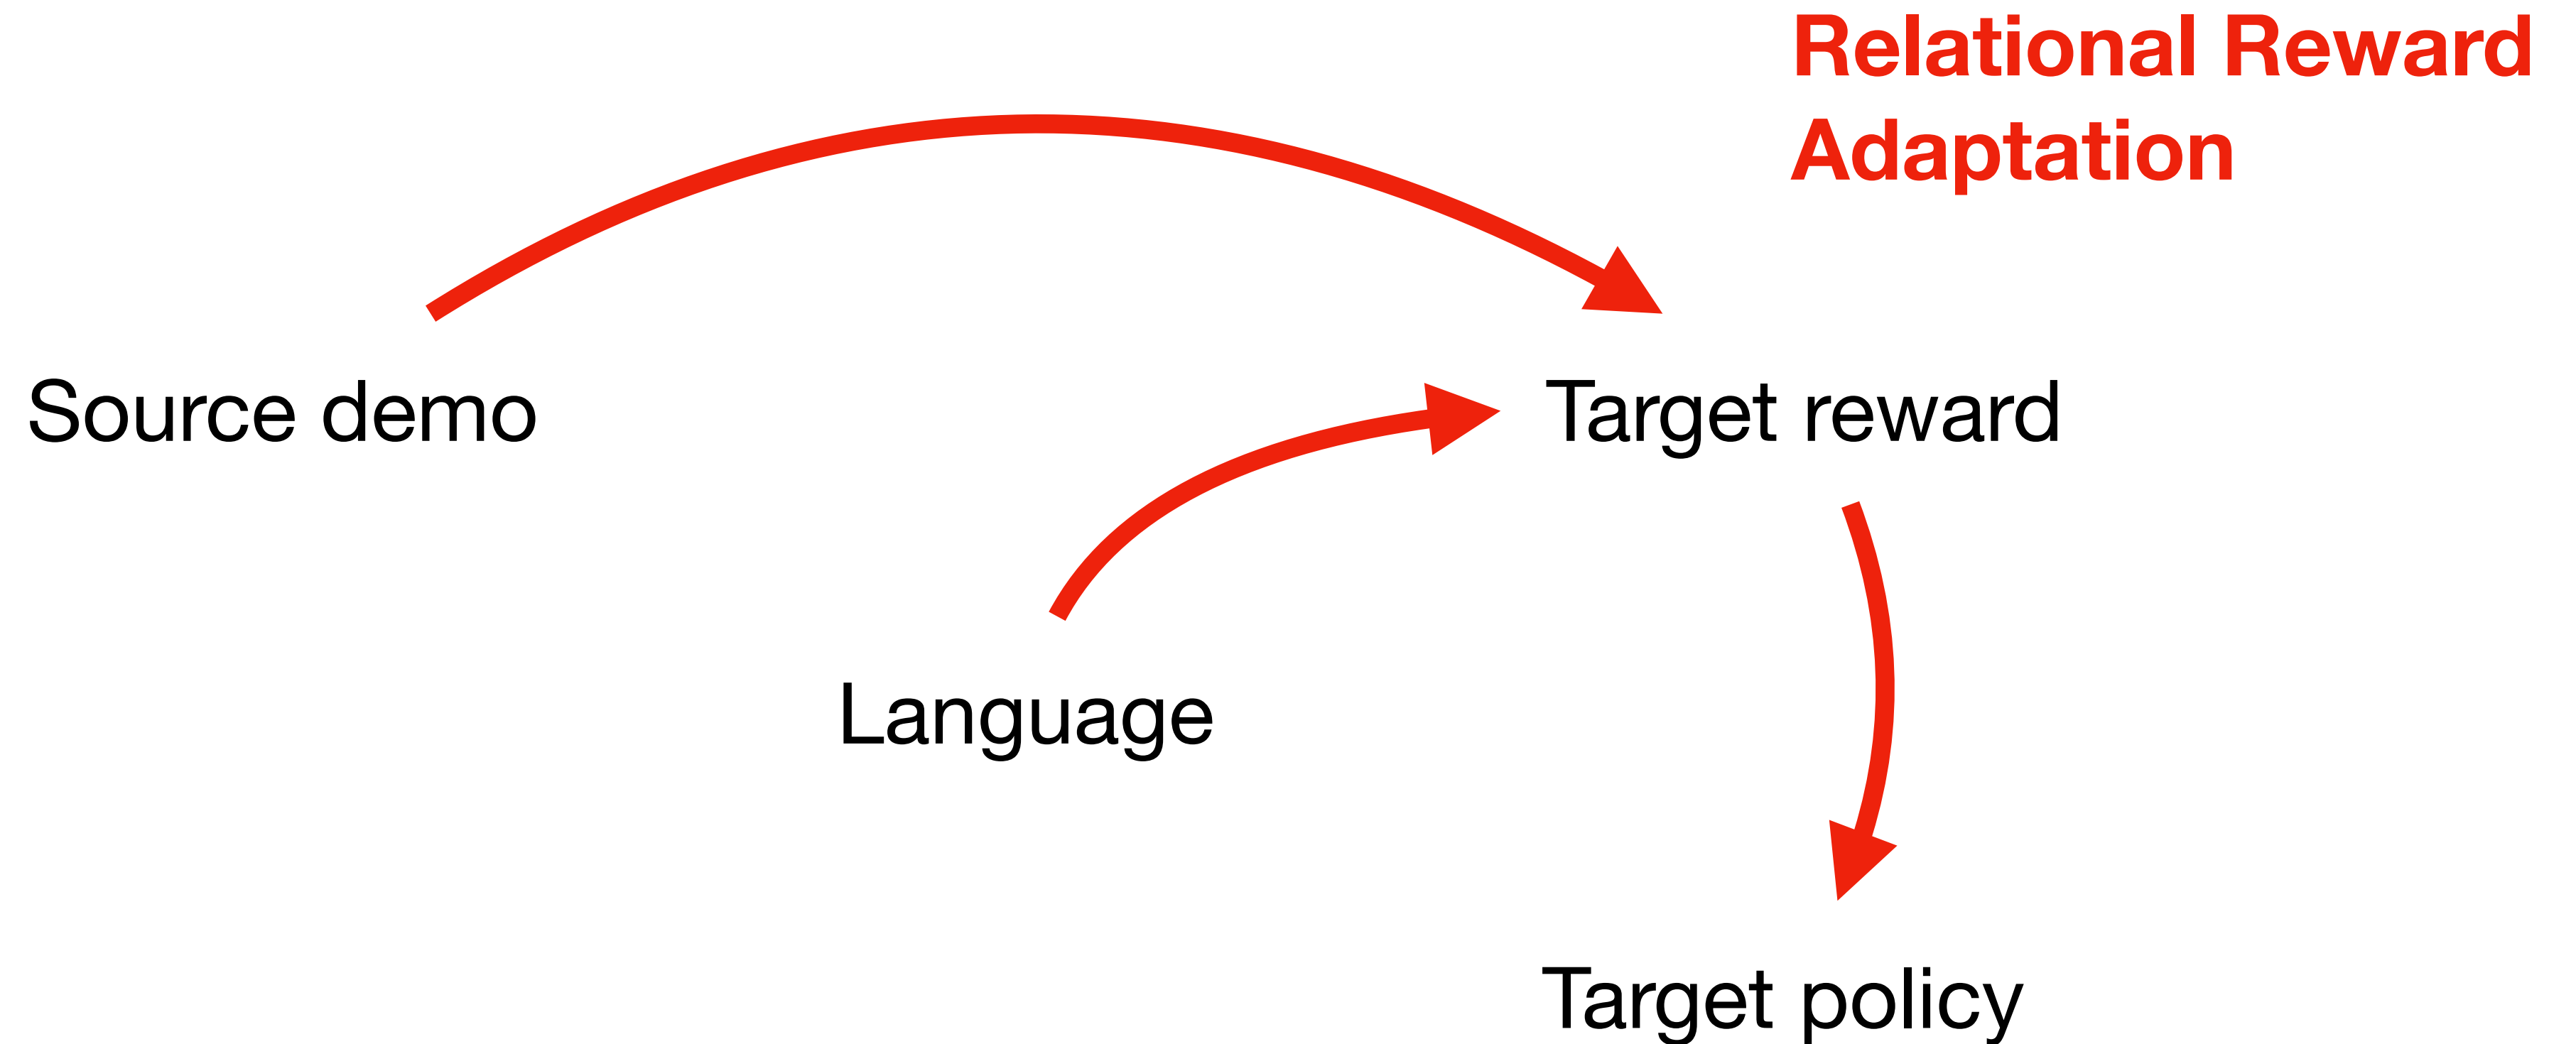 Relational Reward
Adaptation
Source demo
Target reward
Language
Target policy